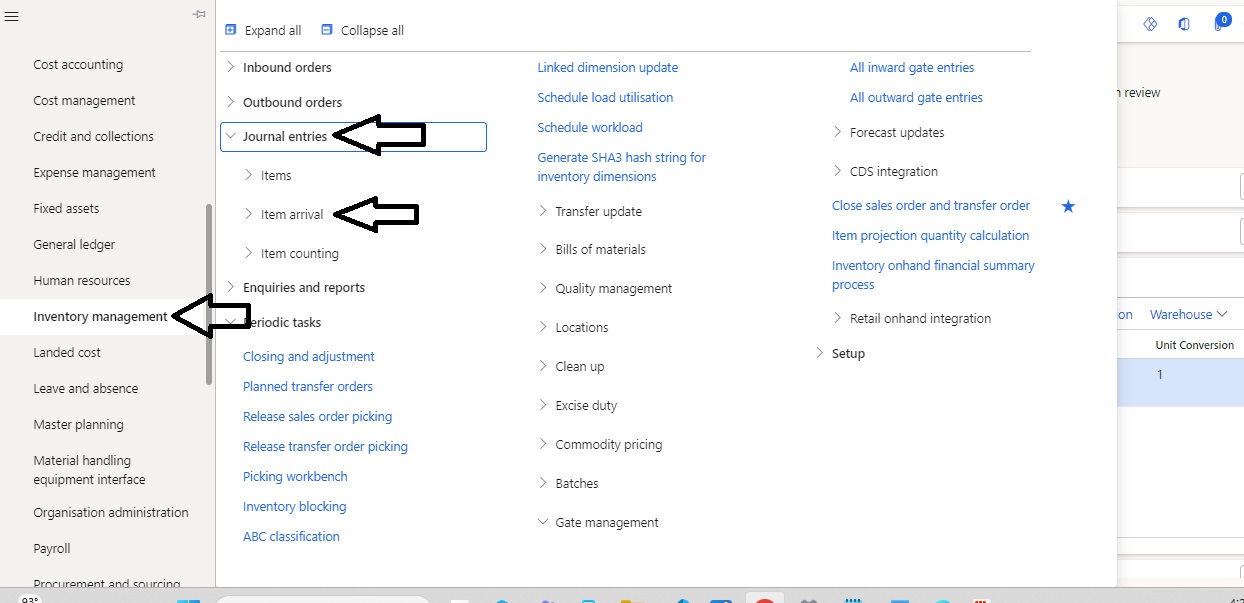 Cost accounting
Cost management
Credit and collections
Expense management
Fixed assets
General ledger
Human resources
Inventory management
Landed cost
Leave and absence
Master planning
Material handling
equipment interface
Organisation administration
Payroll
Procurement and sourcing
Expand all
Collapse all
Inbound orders
Outbound orders
Journal entries
Items
Item arrival
Item counting
Enquiries and reports
Periodic tasks
Closing and adjustment
Planned transfer orders
Release sales order picking
Release transfer order picking
Picking workbench
Inventory blocking
ABC classification
Linked dimension update
Schedule load utilisation
Schedule workload
Generate SHA3 hash string for
inventory dimensions
Transfer update
Bills of materials
Quality management
Locations
Clean up
Excise duty
Commodity pricing
Batches
Gate management
All inward gate entries
All outward gate entries
Forecast updates
CDS integration
Close sales order and transfer order
Item projection quantity calculation
Inventory onhand financial summary
process
Retail onhand integration
Setup
0
review
on
Warehouse
Unit Conversion
1
93°